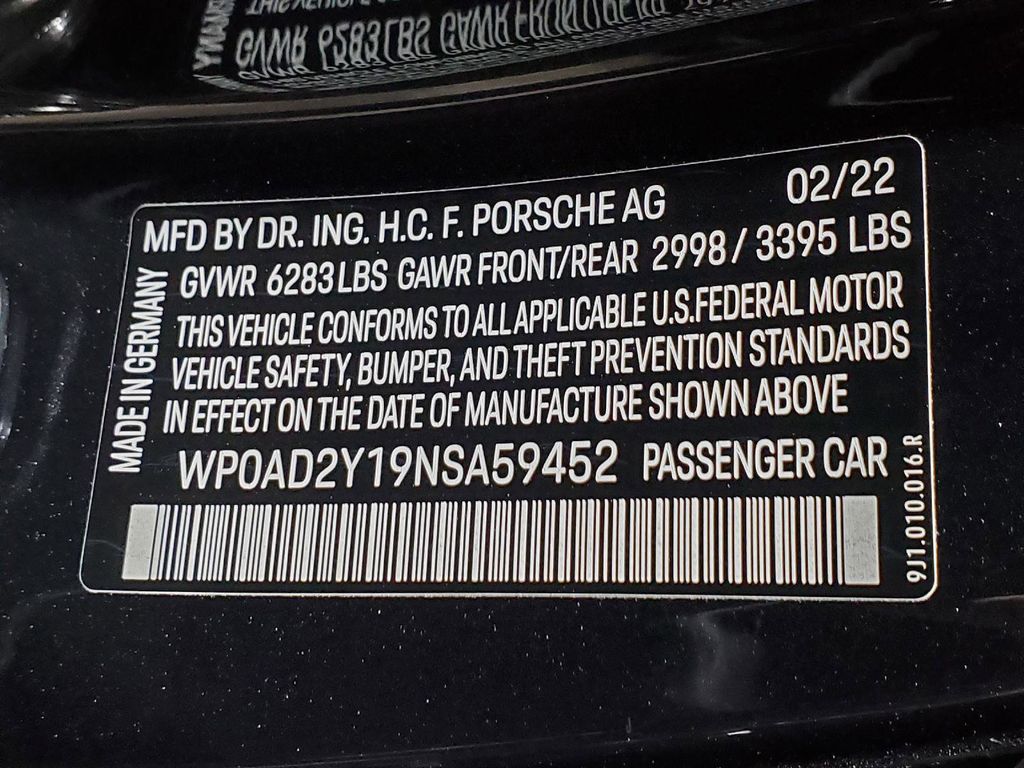 MFD BY DR. ING. H.C. F. PORSCHE AG 02/22
GVWR 6283LBS GAWR FRONT/REAR 2998/3395 LBS
THIS VEHICLE CONFORMS TO ALL APPLICABLE U.S.FEDERAL MOTOR
VEHICLE SAFETY, BUMPER, AND THEFT PREVENTION STANDARDS
IN EFFECT ON THE DATE OF MANUFACTURE SHOWN ABOVE
WP0AD2Y19NSA59452 PASSENGER CAR
MADE IN GERMANY
9J1.010.016.R